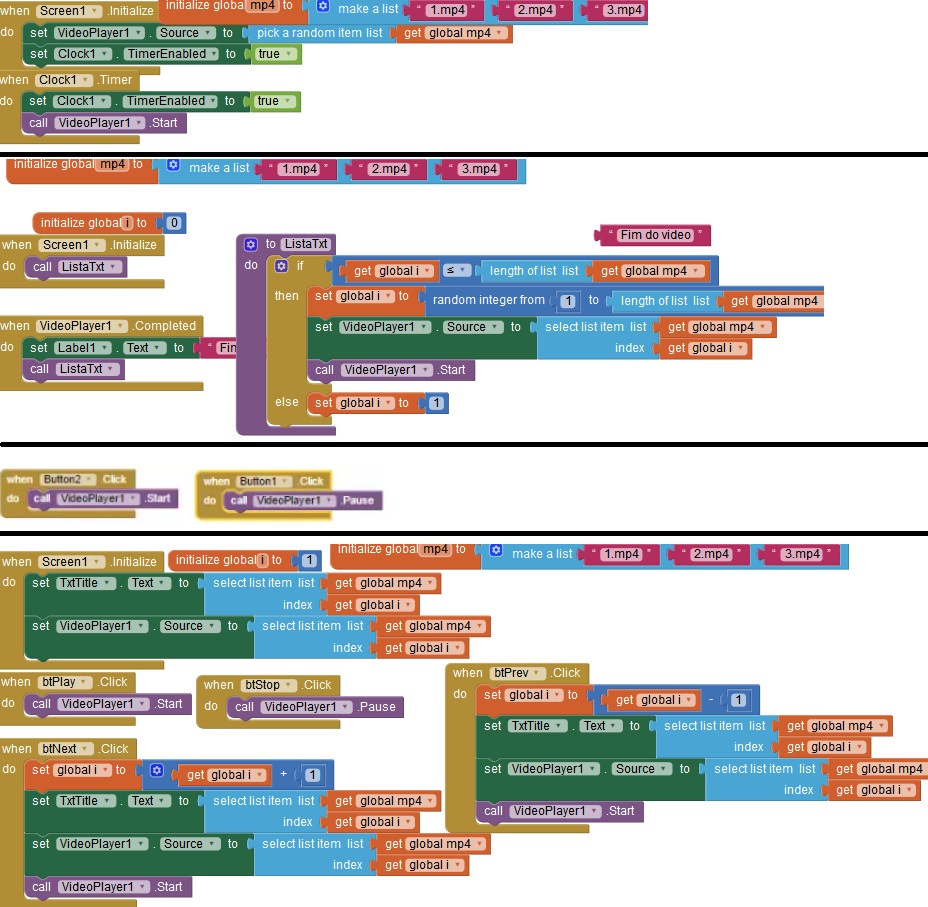 when Screen1 .Initialize initialize global mp4 to make a list " 1.mp4 " " 2.mp4 " " 3.mp4
do set VideoPlayer1 . Source to pick a random item list get global mp4
set Clock1 . TimerEnabled to true
when Clock1 .Timer
do set Clock1 . TimerEnabled to true
call VideoPlayer1 .Start
initialize global mp4 to make a list " 1.mp4 " " 2.mp4 " " 3.mp4 "
initialize global i to 0
" Fim do video "
when Screen1 .Initialize
do call ListaTxt
to ListaTxt
do if get global i ≤ length of list list get global mp4
then set global i to random integer from 1 to length of list list get global mp4
set VideoPlayer1 . Source to select list item list get global mp4
index get global i
call VideoPlayer1 .Start
else set global i to 1
when VideoPlayer1 .Completed
do set Label1 . Text to " Fin
call ListaTxt
when Button2 .Click
do call VideoPlayer1 .Start
when Button1 .Click
do call VideoPlayer1 .Pause
when Screen1 .Initialize initialize global i to 1 initialize global mp4 to make a list " 1.mp4 " " 2.mp4 " " 3.mp4 "
do set TxtTitle . Text to select list item list get global mp4
index get global i
set VideoPlayer1 . Source to select list item list get global mp4
index get global i
when btPlay .Click
do call VideoPlayer1 .Start
when btStop .Click
do call VideoPlayer1 .Pause
when btPrev .Click
do set global i to get global i - 1
set TxtTitle . Text to select list item list get global mp4
index get global i
set VideoPlayer1 . Source to select list item list get global mp4
index get global i
call VideoPlayer1 .Start
when btNext .Click
do set global i to get global i + 1
set TxtTitle . Text to select list item list get global mp4
index get global i
set VideoPlayer1 . Source to select list item list get global mp4
index get global i
call VideoPlayer1 .Start